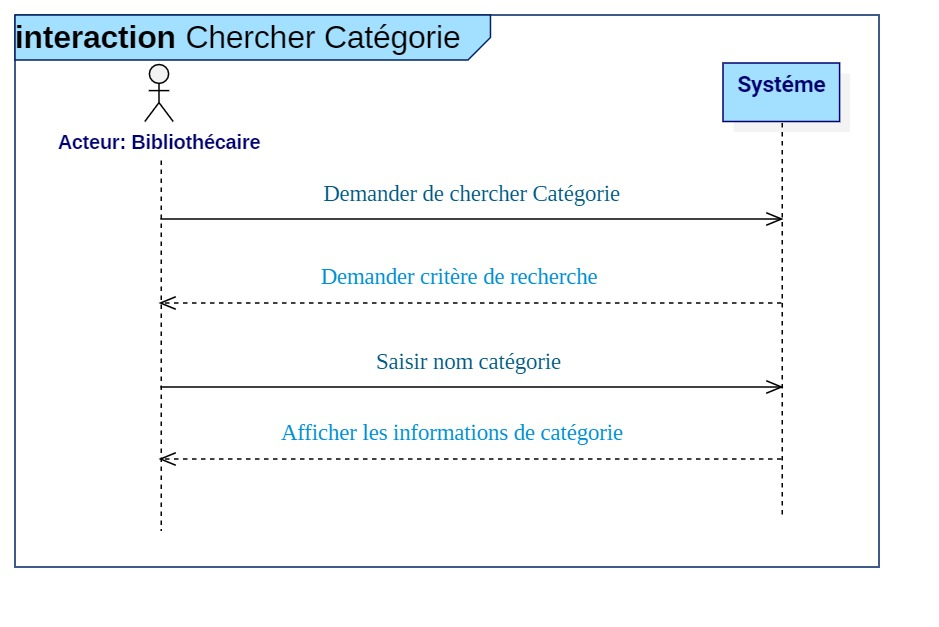 interaction Chercher Catégorie
Systéme
Acteur: Bibliothécaire
Demander de chercher Catégorie
Demander critère de recherche
Saisir nom catégorie
Afficher les informations de catégorie